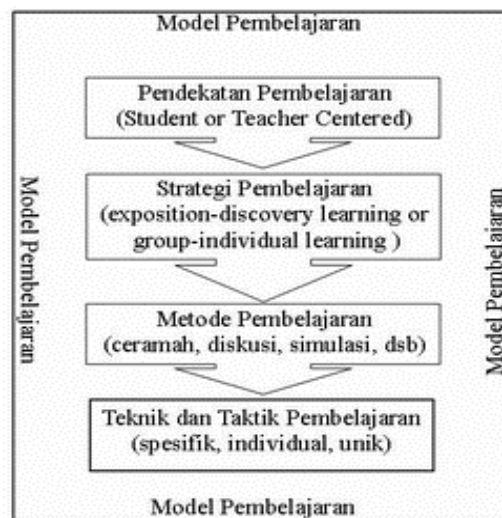 Model Pembelajaran
Pendekatan Pembelajaran
(Student or Teacher Centered)
Model Pembelajaran
Strategi Pembelajaran
(exposition-discovery learning or
group-individual learning )
Model Pembelajaran
Metode Pembelajaran
(ceramah, diskusi, simulasi, dsb)
Teknik dan Taktik Pembelajaran
(spesifik, individual, unik)
Model Pembelajaran